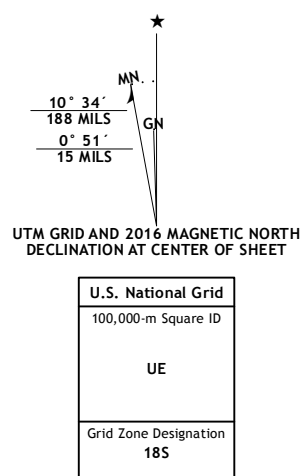 ★
MN
GN
10° 34´
188 MILS
0° 51´
15 MILS
UTM GRID AND 2016 MAGNETIC NORTH
DECLINATION AT CENTER OF SHEET
U.S. National Grid
100,000-m Square ID
UE
Grid Zone Designation
18S